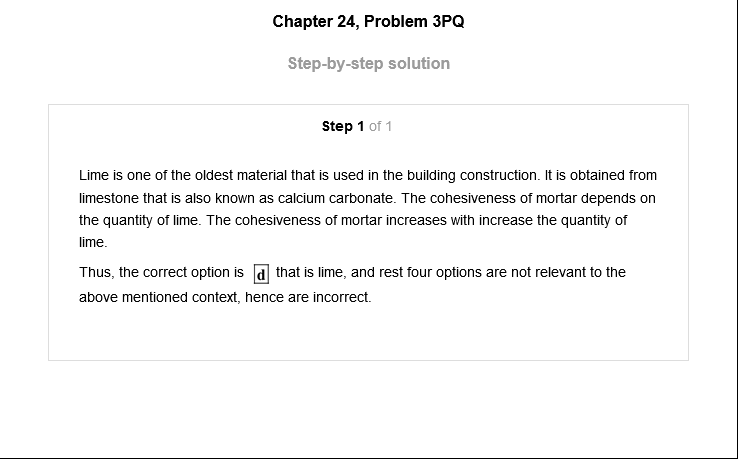 Chapter 24, Problem 3PQ
Step-by-step solution
Step 1 of 1
Lime is one of the oldest material that is used in the building construction. It is obtained from
limestone that is also known as calcium carbonate. The cohesiveness of mortar depends on
the quantity of lime. The cohesiveness of mortar increases with increase the quantity of
lime.
Thus, the correct option is d that is lime, and rest four options are not relevant to the
above mentioned context, hence are incorrect.